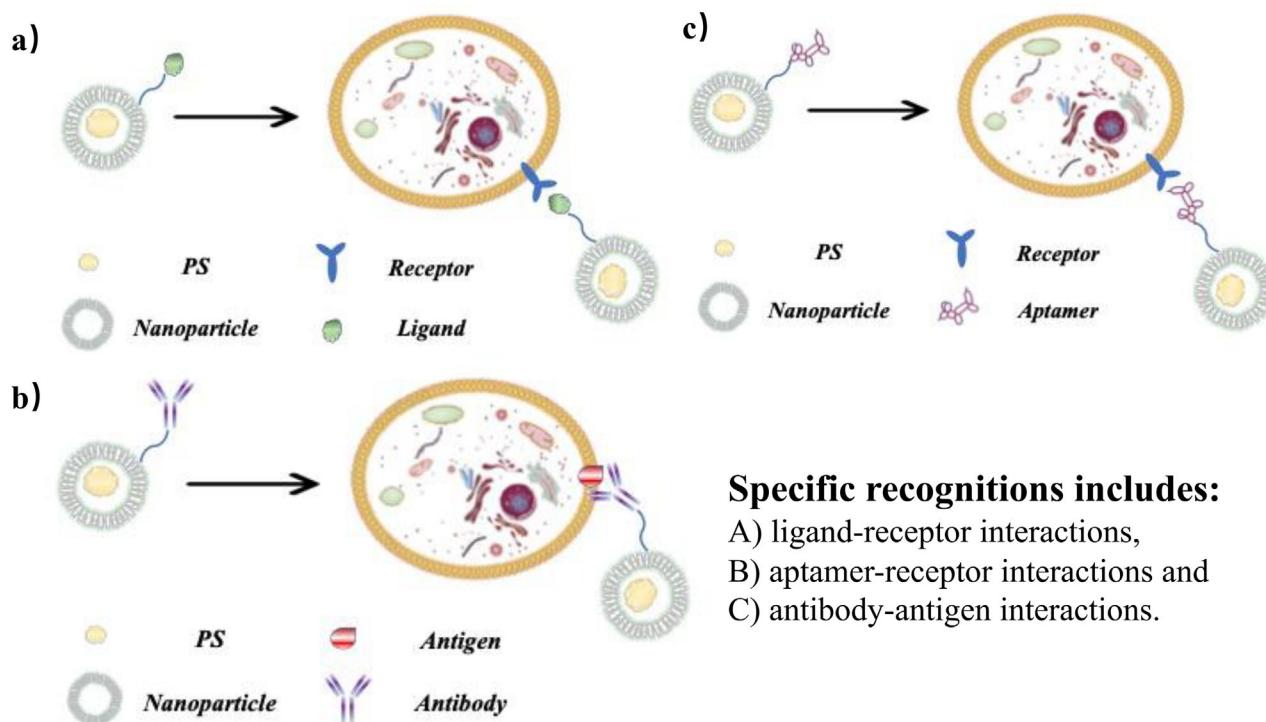 a)
PS
Receptor
Nanoparticle
Ligand
b)
PS
Antigen
Nanoparticle
Antibody
c)
PS
Receptor
Nanoparticle
Aptamer
Specific recognitions includes:
A) ligand-receptor interactions,
B) aptamer-receptor interactions and
C) antibody-antigen interactions.